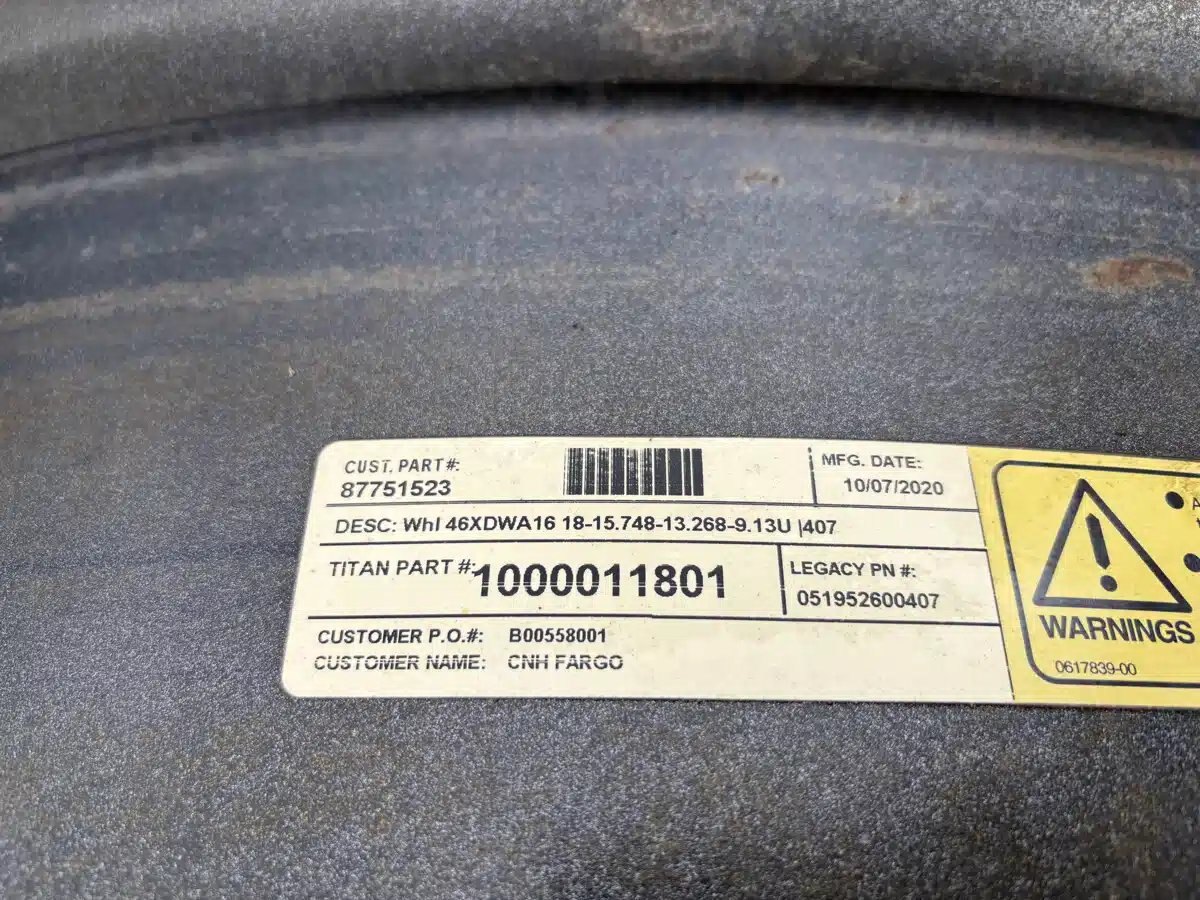 CUST. PART#:
87751523
MFG. DATE:
10/07/2020
DESC: Whl 46XDWA16 18-15.748-13.268-9.13U |407
TITAN PART #: 1000011801
LEGACY PN #:
051952600407
CUSTOMER P.O.#: B00558001
CUSTOMER NAME: CNH FARGO
WARNINGS
0617839-00